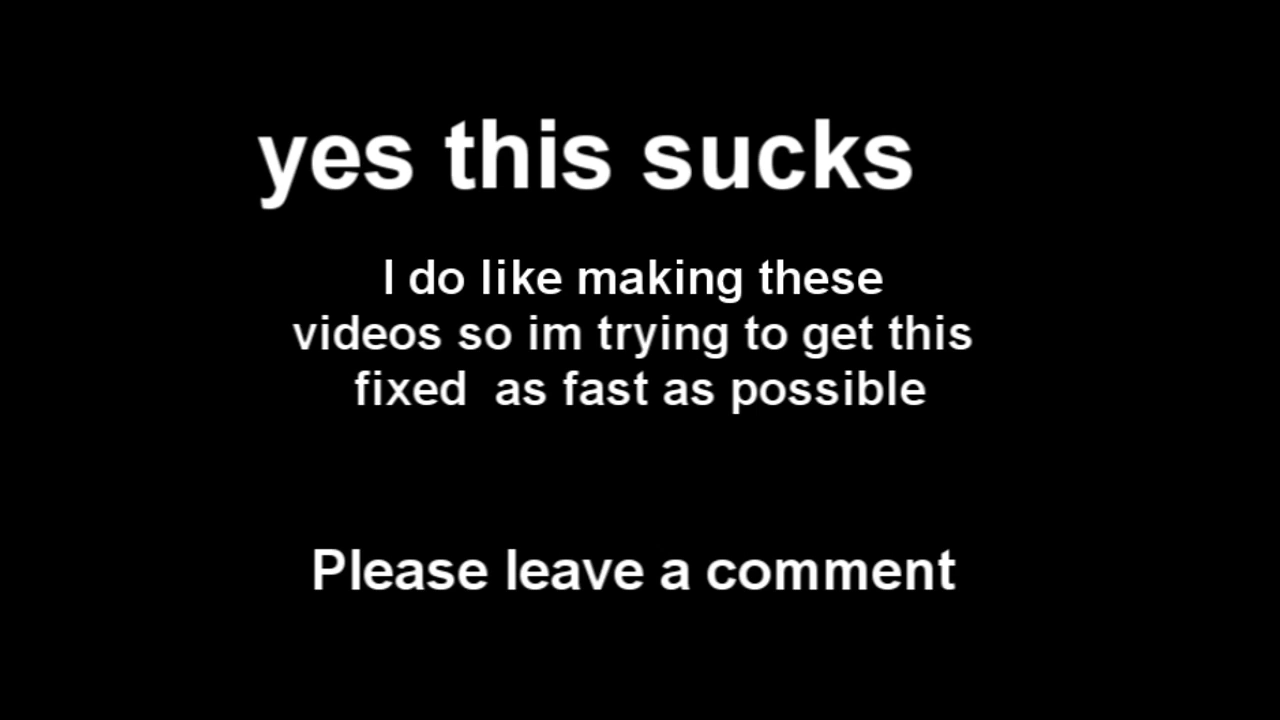 yes this sucks
I do like making these
videos so im trying to get this
fixed  as fast as possible
Please leave a comment